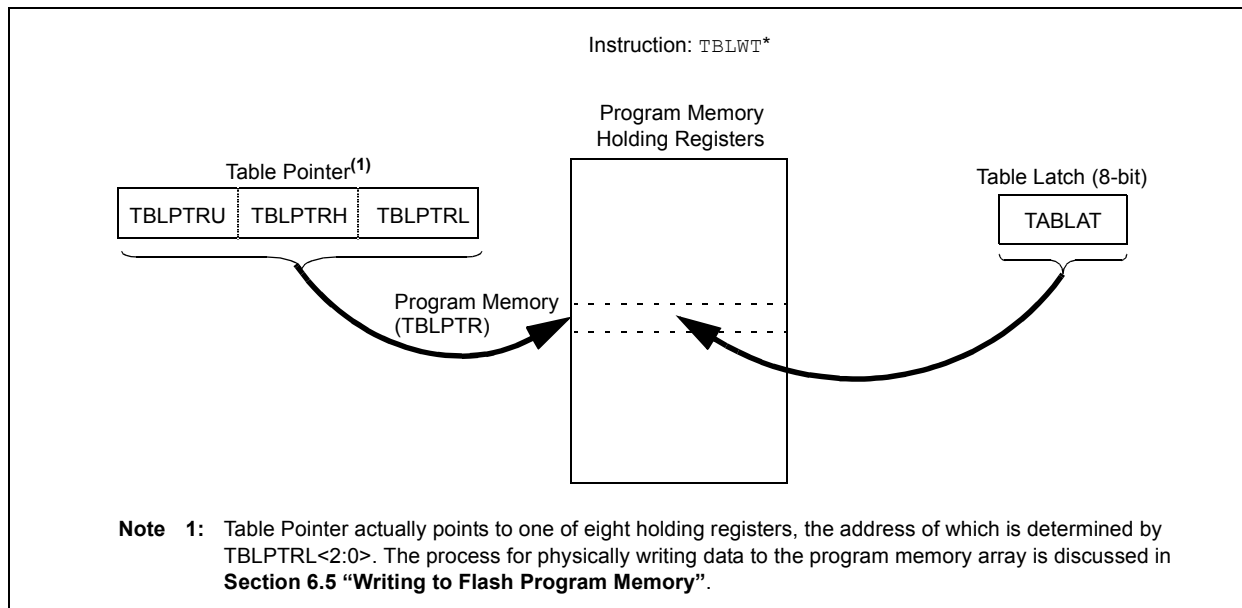 Instruction: TBLWT*
Program Memory
Holding Registers
Table Pointer(1)
TBLPTRU TBLPTRH TBLPTRL
Table Latch (8-bit)
TABLAT
Program Memory
(TBLPTR)
Note 1: Table Pointer actually points to one of eight holding registers, the address of which is determined by
TBLPTRL<2:0>. The process for physically writing data to the program memory array is discussed in
Section 6.5 “Writing to Flash Program Memory”.